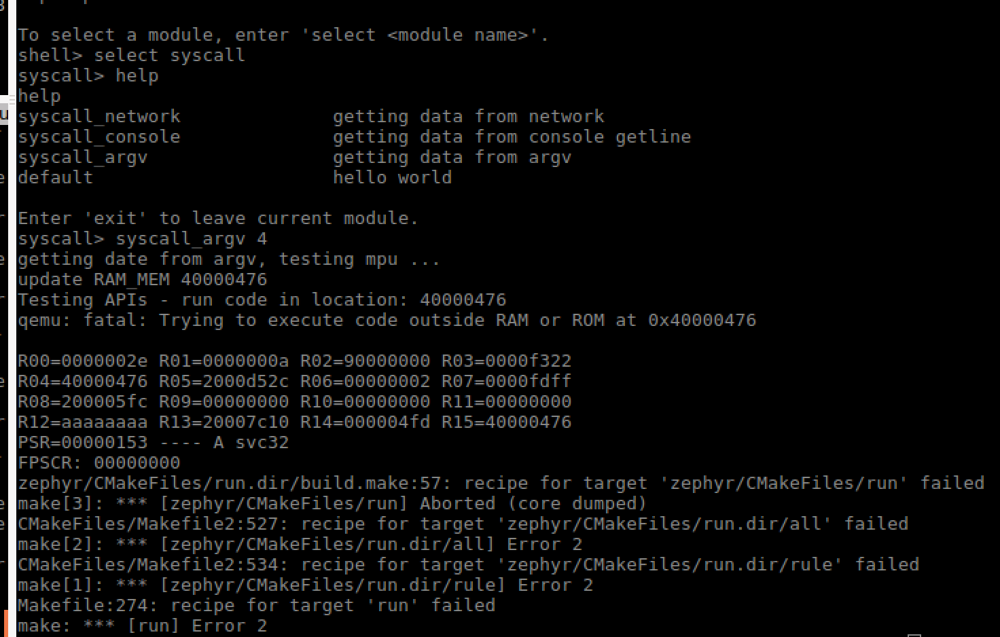 To select a module, enter 'select <module name>'.
shell> select syscall
syscall> help
help
syscall_network              getting data from network
syscall_console              getting data from console getline
syscall_argv                 getting data from argv
default                      hello world
Enter 'exit' to leave current module.
syscall> syscall_argv 4
getting date from argv, testing mpu ...
update RAM_MEM 40000476
Testing APIs - run code in location: 40000476
qemu: fatal: Trying to execute code outside RAM or ROM at 0x40000476
R00=0000002e R01=0000000a R02=90000000 R03=0000f322
R04=40000476 R05=2000d52c R06=00000002 R07=0000fdff
R08=200005fc R09=00000000 R10=00000000 R11=00000000
R12=aaaaaaaa R13=20007c10 R14=000004fd R15=40000476
PSR=00000153 ---- A svc32
FPSCR: 00000000
zephyr/CMakeFiles/run.dir/build.make:57: recipe for target 'zephyr/CMakeFiles/run' failed
make[3]: *** [zephyr/CMakeFiles/run] Aborted (core dumped)
CMakeFiles/Makefile2:527: recipe for target 'zephyr/CMakeFiles/run.dir/all' failed
make[2]: *** [zephyr/CMakeFiles/run.dir/all] Error 2
CMakeFiles/Makefile2:534: recipe for target 'zephyr/CMakeFiles/run.dir/rule' failed
make[1]: *** [zephyr/CMakeFiles/run.dir/rule] Error 2
Makefile:274: recipe for target 'run' failed
make: *** [run] Error 2